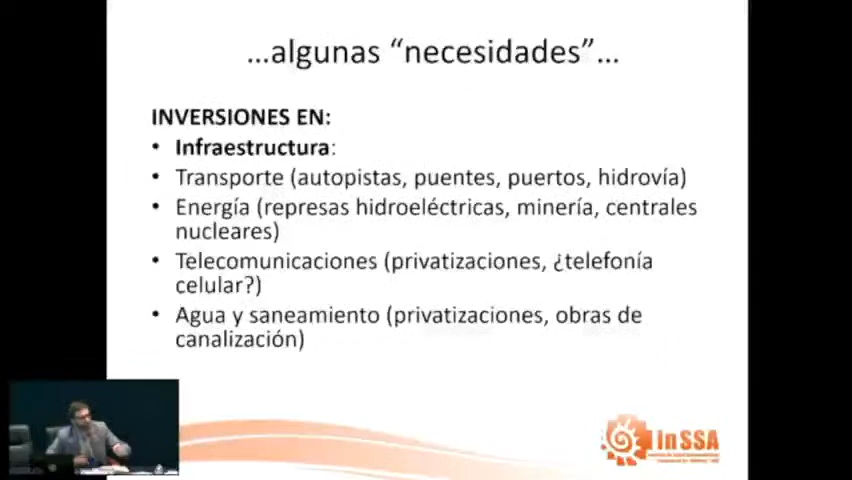 ...algunas “necesidades”...
INVERSIONES EN:
• Infraestructura:
• Transporte (autopistas, puentes, puertos, hidrovía)
• Energía (represas hidroeléctricas, minería, centrales
nucleares)
• Telecomunicaciones (privatizaciones, ¿telefonía
celular?)
• Agua y saneamiento (privatizaciones, obras de
canalización)
InSSA